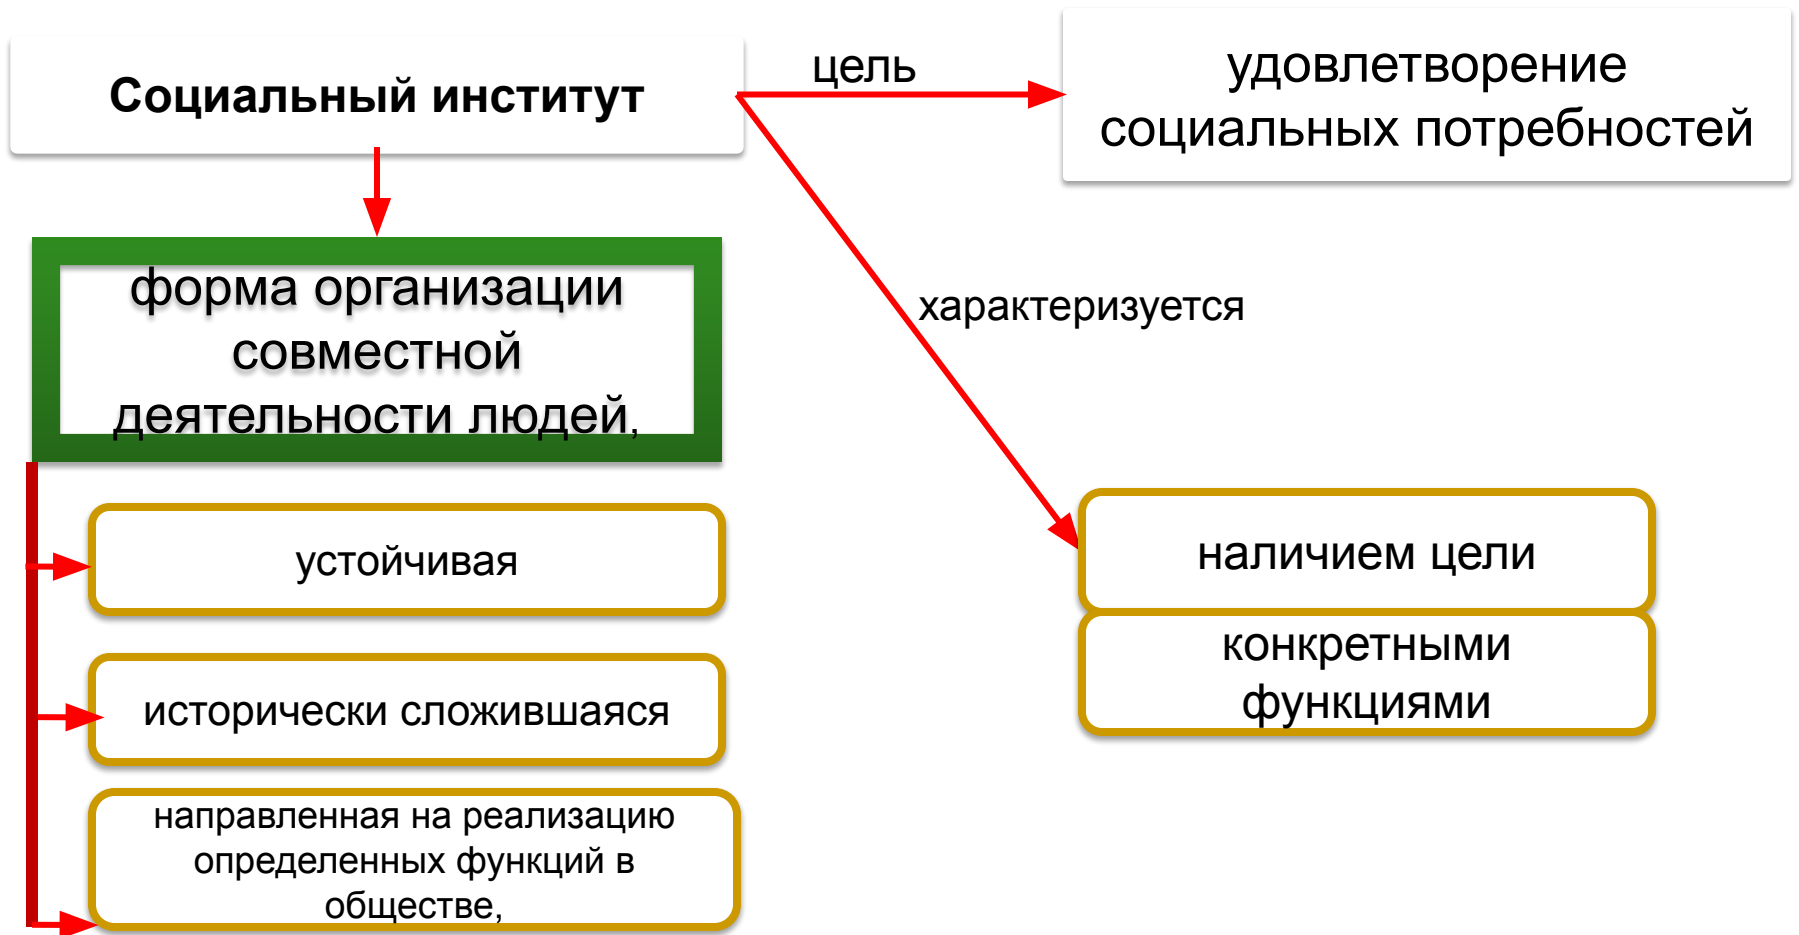 Социальный институт
цель
удовлетворение
социальных потребностей
форма организации
совместной
деятельности людей,
характеризуется
устойчивая
исторически сложившаяся
направленная на реализацию
определенных функций в
обществе,
наличием цели
конкретными
функциями